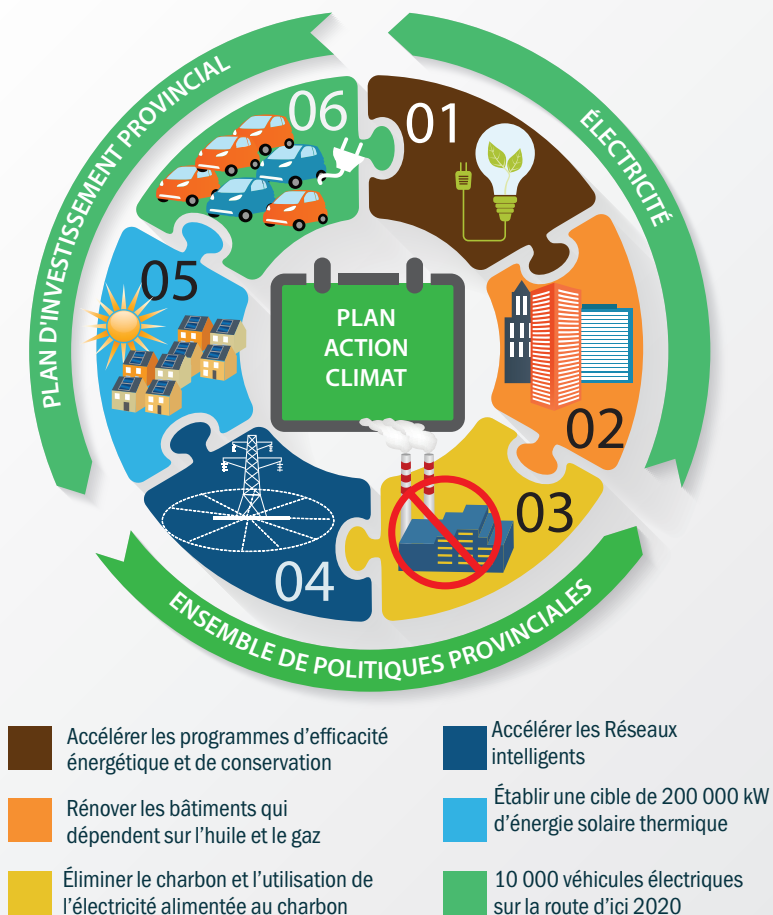 PLAN D'INVESTISSEMENT PROVINCIAL
ÉLECTRICITÉ
06
01
05
PLAN
ACTION
CLIMAT
02
03
04
ENSEMBLE DE POLITIQUES PROVINCIALES
Accélérer les programmes d'efficacité
énergétique et de conservation
Rénover les bâtiments qui
dépendent sur l'huile et le gaz
Éliminer le charbon et l'utilisation de
l'électricité alimentée au charbon
Accélérer les Réseaux
intelligents
Établir une cible de 200 000 kW
d'énergie solaire thermique
10 000 véhicules électriques
sur la route d'ici 2020